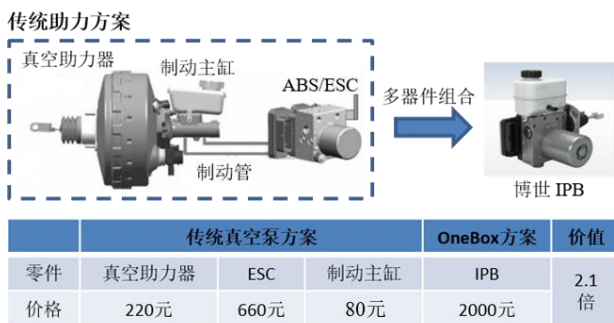 传统助力方案
真空助力器
制动主缸
ABS/ESC
制动管
多器件组合
博世 IPB
传统真空泵方案 OneBox方案 价值
零件 真空助力器 ESC 制动主缸 IPB 2.1倍
价格 220元 660元 80元 2000元